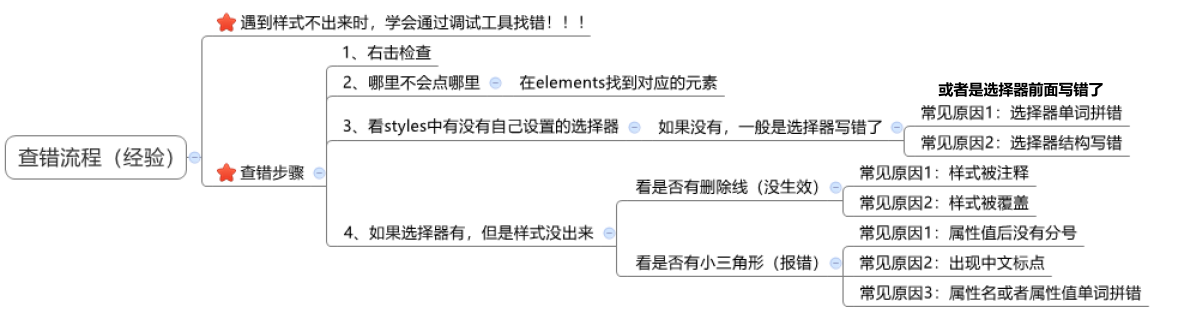 查错流程（经验）
遇到样式不出来时，学会通过调试工具找错！！！
查错步骤
1、右击检查
2、哪里不会点哪里
在elements找到对应的元素
3、看styles中有没有自己设置的选择器
如果没有，一般是选择器写错了
或者是选择器前面写错了
常见原因1：选择器单词拼错
常见原因2：选择器结构写错
4、如果选择器有，但是样式没出来
看是否有删除线（没生效）
常见原因1：样式被注释
常见原因2：样式被覆盖
看是否有小三角形（报错）
常见原因1：属性值后没有分号
常见原因2：出现中文标点
常见原因3：属性名或者属性值单词拼错